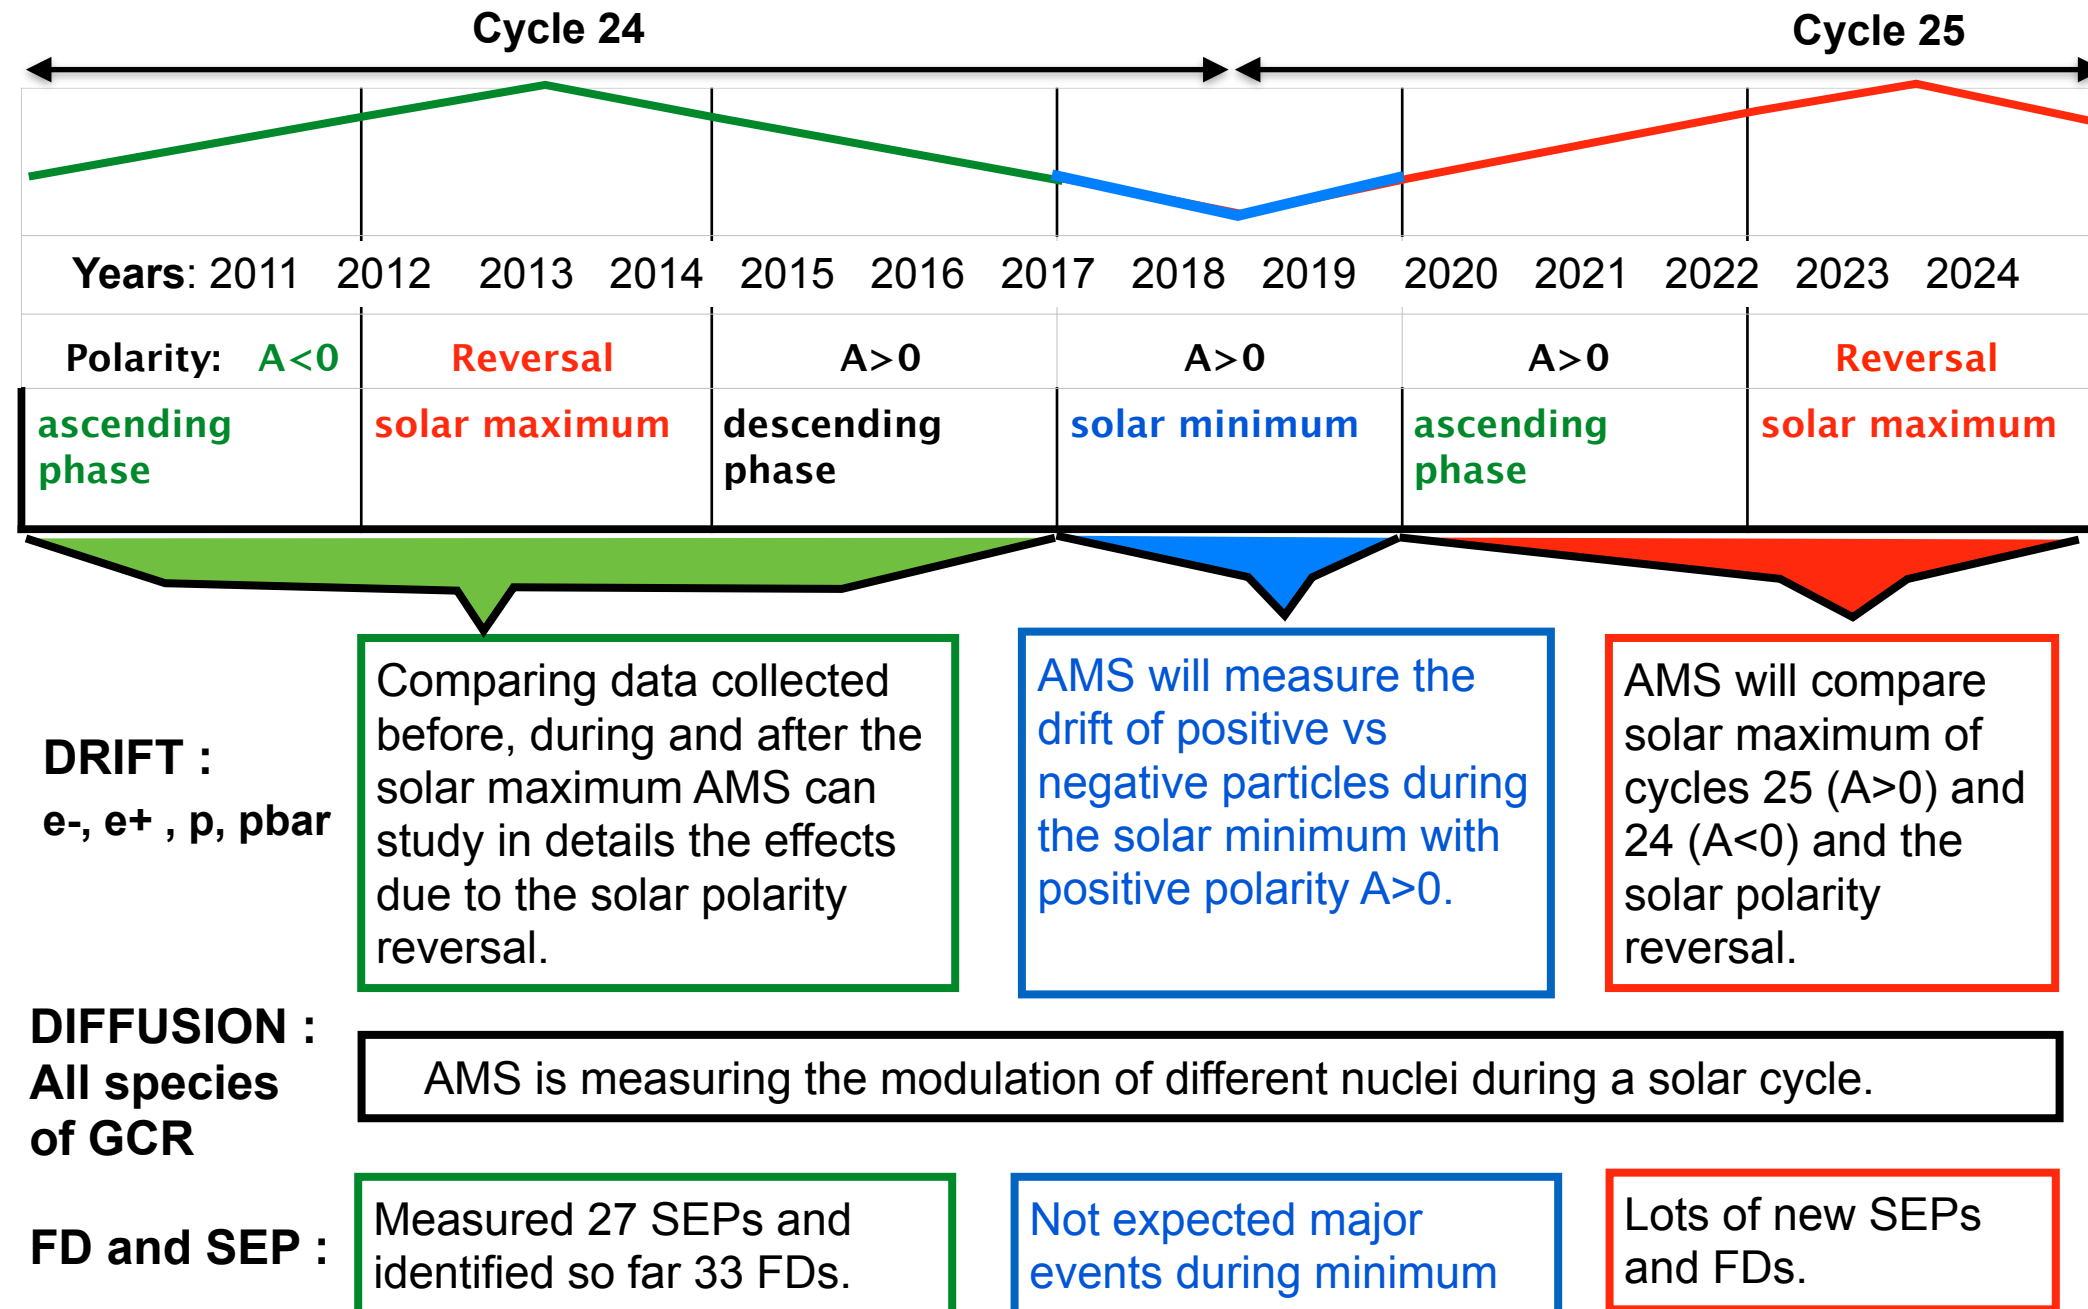 Cycle 24
Cycle 25
Years: 2011 2012 2013 2014 2015 2016 2017 2018 2019 2020 2021 2022 2023 2024
Polarity: A<0 Reversal A>0 A>0 A>0 Reversal
ascending
phase
solar maximum
descending
phase
solar minimum
ascending
phase
solar maximum
DRIFT :
e-, e+ , p, pbar
Comparing data collected
before, during and after the
solar maximum AMS can
study in details the effects
due to the solar polarity
reversal.
AMS will measure the
drift of positive vs
negative particles during
the solar minimum with
positive polarity A>0.
AMS will compare
solar maximum of
cycles 25 (A>0) and
24 (A<0) and the
solar polarity
reversal.
DIFFUSION :
All species
of GCR
AMS is measuring the modulation of different nuclei during a solar cycle.
FD and SEP :
Measured 27 SEPs and
identified so far 33 FDs.
Not expected major
events during minimum
Lots of new SEPs
and FDs.